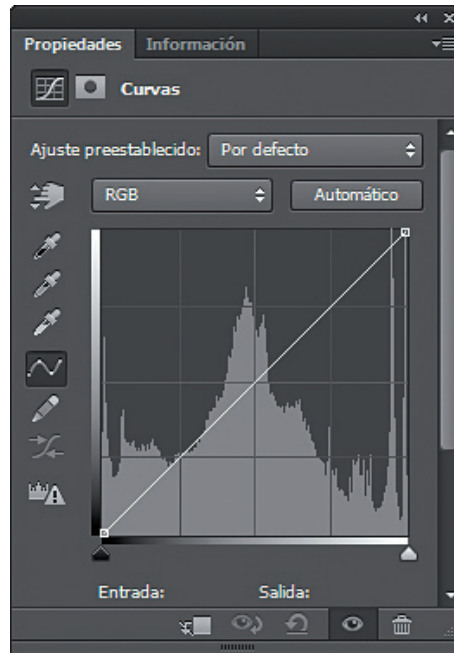 Propiedades Información
Curvas
Ajuste preestablecido: Por defecto
RGB Automático
Entrada: Salida: